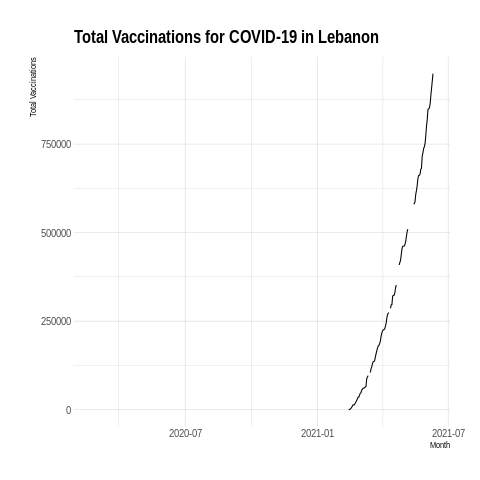 Total Vaccinations for COVID-19 in Lebanon
Total Vaccinations
750000
500000
250000
0
2020-07 2021-01 2021-07
Month